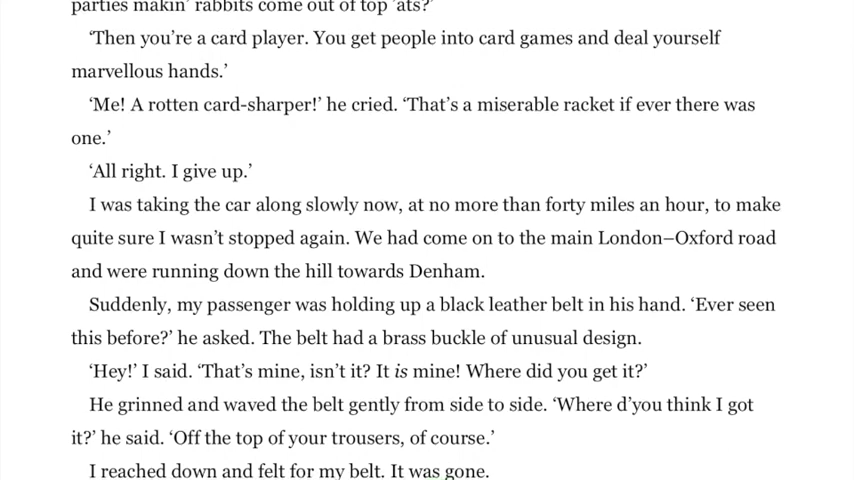 parties makin’ rabbits come out of top ’ats?’
‘Then you’re a card player. You get people into card games and deal yourself
marvellous hands.’
‘Me! A rotten card-sharper!’ he cried. ‘That’s a miserable racket if ever there was
one.’
‘All right. I give up.’
I was taking the car along slowly now, at no more than forty miles an hour, to make
quite sure I wasn’t stopped again. We had come on to the main London–Oxford road
and were running down the hill towards Denham.
Suddenly, my passenger was holding up a black leather belt in his hand. ‘Ever seen
this before?’ he asked. The belt had a brass buckle of unusual design.
‘Hey!’ I said. ‘That’s mine, isn’t it? It is mine! Where did you get it?’
He grinned and waved the belt gently from side to side. ‘Where d’you think I got
it?’ he said. ‘Off the top of your trousers, of course.’
I reached down and felt for my belt. It was gone.